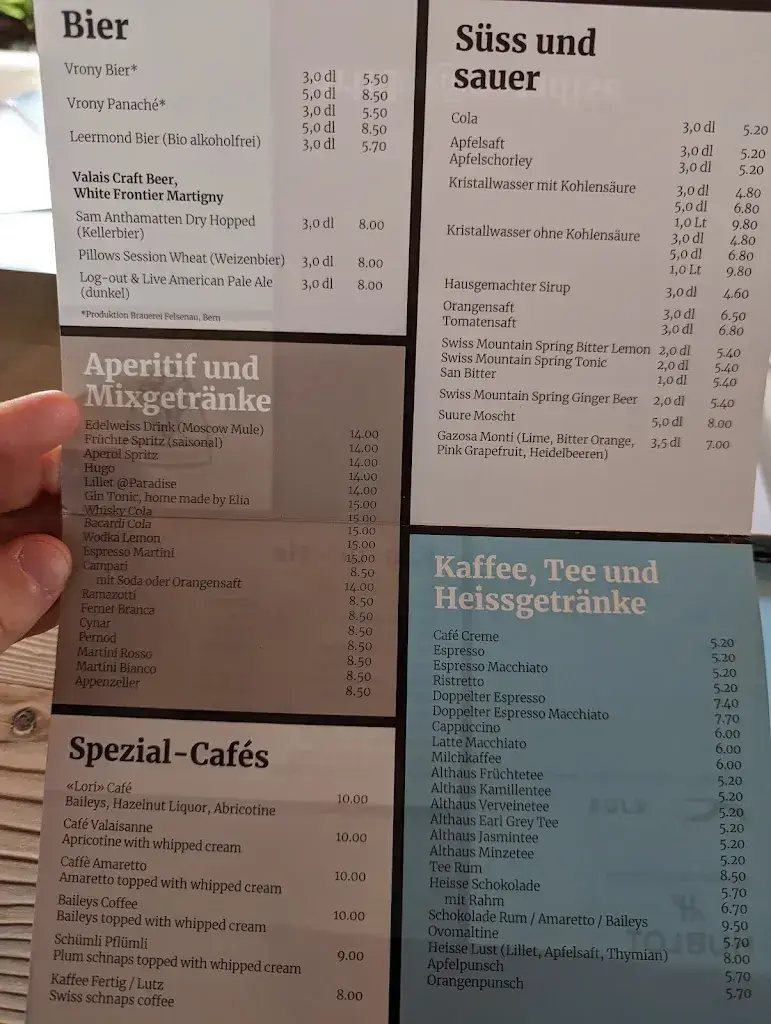 Bier
Vrony Bier* 3,0 dl 5.50
5,0 dl 8.50
Vrony Panaché* 3,0 dl 5.50
5,0 dl 8.50
Leermond Bier (Bio alkoholfrei) 3,0 dl 5.70
Valais Craft Beer,
White Frontier Martigny
Sam Anthamatten Dry Hopped 3,0 dl 8.00
(Kellerbier)
Pillows Session Wheat (Weizenbier) 3,0 dl 8.00
Log-out & Live American Pale Ale 3,0 dl 8.00
(dunkel)
*Produktion Brauerei Felsenau, Bern
Aperitif und
Mixgetränke
Edelweiss Drink (Moscow Mule) 14.00
Früchte Spritz (saisonal) 14.00
Aperol Spritz 14.00
Hugo 14.00
Lillet @Paradise 14.00
Gin Tonic, home made by Elia 15.00
Whisky Cola 15.00
Bacardi Cola 15.00
Wodka Lemon 15.00
Espresso Martini 15.00
Campari 8.50
mit Soda oder Orangensaft 14.00
Ramazotti 8.50
Fernet Branca 8.50
Cynar 8.50
Pernod 8.50
Martini Rosso 8.50
Martini Bianco 8.50
Appenzeller 8.50
Spezial-Cafés
«Lori» Café 10.00
Baileys, Hazelnut Liquor, Abricotine
Café Valaisanne 10.00
Apricotine with whipped cream
Caffè Amaretto 10.00
Amaretto topped with whipped cream
Baileys Coffee 10.00
Baileys topped with whipped cream
Schümli Pflümli 9.00
Plum schnaps topped with whipped cream
Kaffee Fertig / Lutz 8.00
Swiss schnaps coffee
Süss und
sauer
Cola 3,0 dl 5.20
Apfelsaft 3,0 dl 5.20
Apfelschorley 3,0 dl 5.20
Kristallwasser mit Kohlensäure 3,0 dl 4.80
5,0 dl 6.80
1,0 Lt 9.80
Kristallwasser ohne Kohlensäure 3,0 dl 4.80
5,0 dl 6.80
1,0 Lt 9.80
Hausgemachter Sirup 3,0 dl 4.60
Orangensaft 3,0 dl 6.50
Tomatensaft 3,0 dl 6.80
Swiss Mountain Spring Bitter Lemon 2,0 dl 5.40
Swiss Mountain Spring Tonic 2,0 dl 5.40
San Bitter 1,0 dl 5.40
Swiss Mountain Spring Ginger Beer 2,0 dl 5.40
Suure Moscht 5,0 dl 8.00
Gazosa Monti (Lime, Bitter Orange, 3,5 dl 7.00
Pink Grapefruit, Heidelbeeren)
Kaffee, Tee und
Heissgetränke
Café Creme 5.20
Espresso 5.20
Espresso Macchiato 5.20
Ristretto 5.20
Doppelter Espresso 7.40
Doppelter Espresso Macchiato 7.70
Cappuccino 6.00
Latte Macchiato 6.00
Milchkaffee 6.00
Althaus Früchtetee 5.20
Althaus Kamillentee 5.20
Althaus Verveinetee 5.20
Althaus Earl Grey Tee 5.20
Althaus Jasmintee 5.20
Althaus Minzetee 5.20
Tee Rum 8.50
Heisse Schokolade 5.70
mit Rahm 6.70
Schokolade Rum / Amaretto / Baileys 9.50
Ovomaltine 5.70
Heisse Lust (Lillet, Apfelsaft, Thymian) 8.00
Apfelpunsch 5.70
Orangenpunsch 5.70